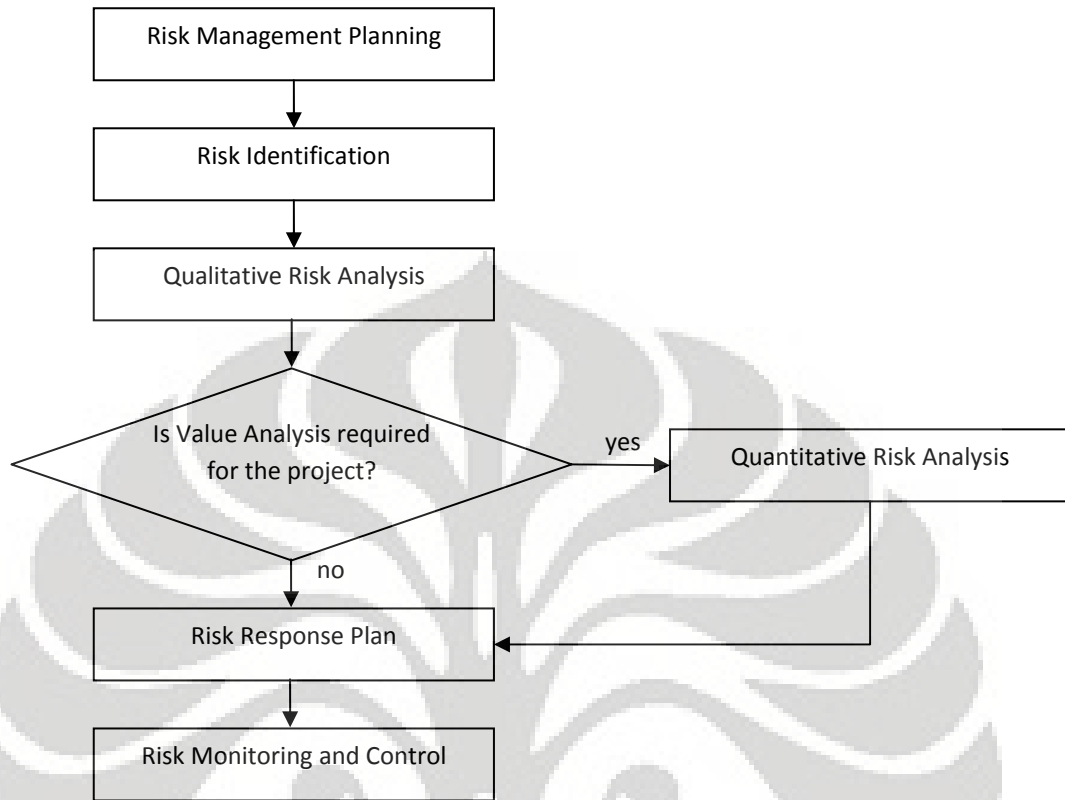 Risk Management Planning
Risk Identification
Qualitative Risk Analysis
Is Value Analysis required
for the project?
yes
Quantitative Risk Analysis
no
Risk Response Plan
Risk Monitoring and Control